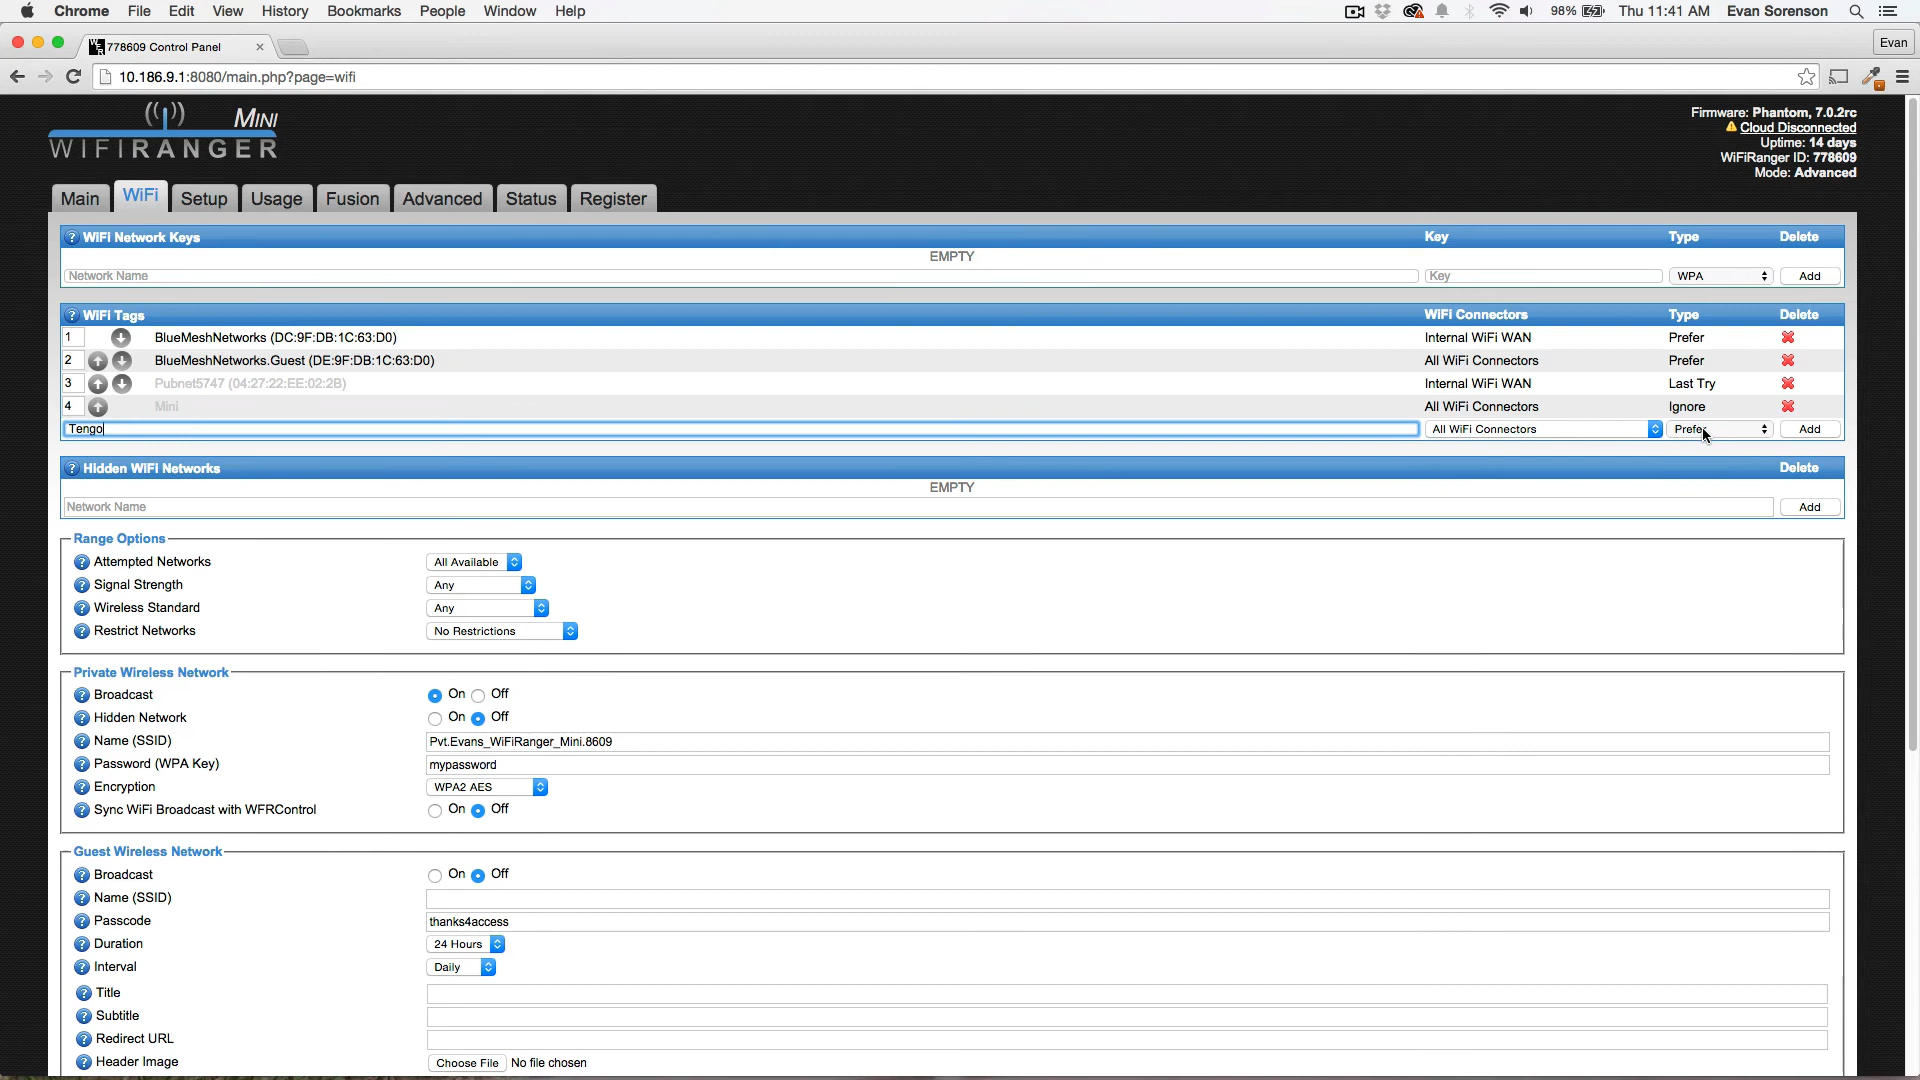 Chrome File Edit View History Bookmarks People Window Help 98% Thu 11:41 AM Evan Sorenson
778609 Control Panel Evan
10.186.9.1:8080/main.php?page=wifi
MINI
WIFIRANGER
Firmware: Phantom, 7.0.2rc
Cloud Disconnected
Uptime: 14 days
WiFiRanger ID: 778609
Mode: Advanced
Main WiFi Setup Usage Fusion Advanced Status Register
? WiFi Network Keys Key Type Delete
EMPTY
Network Name Key WPA Add
? WiFi Tags WiFi Connectors Type Delete
1 BlueMeshNetworks (DC:9F:DB:1C:63:D0) Internal WiFi WAN Prefer
2 BlueMeshNetworks.Guest (DE:9F:DB:1C:63:D0) All WiFi Connectors Prefer
3 Pubnet5747 (04:27:22:EE:02:2B) Internal WiFi WAN Last Try
4 Mini All WiFi Connectors Ignore
Tengo All WiFi Connectors Prefer Add
? Hidden WiFi Networks Delete
EMPTY
Network Name Add
Range Options
? Attempted Networks All Available
? Signal Strength Any
? Wireless Standard Any
? Restrict Networks No Restrictions
Private Wireless Network
? Broadcast On Off
? Hidden Network On Off
? Name (SSID) Pvt.Evans_WiFiRanger_Mini.8609
? Password (WPA Key) mypassword
? Encryption WPA2 AES
? Sync WiFi Broadcast with WFRControl On Off
Guest Wireless Network
? Broadcast On Off
? Name (SSID)
? Passcode thanks4access
? Duration 24 Hours
? Interval Daily
? Title
? Subtitle
? Redirect URL
? Header Image Choose File No file chosen